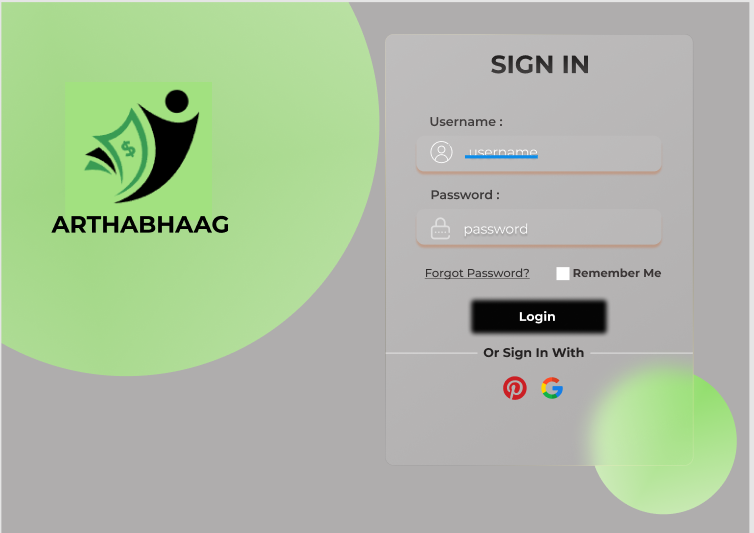 SIGN IN
Username :
username
$
ARTHABHAAG
Password :
password
Forgot Password?
Remember Me
Login
Or Sign In With